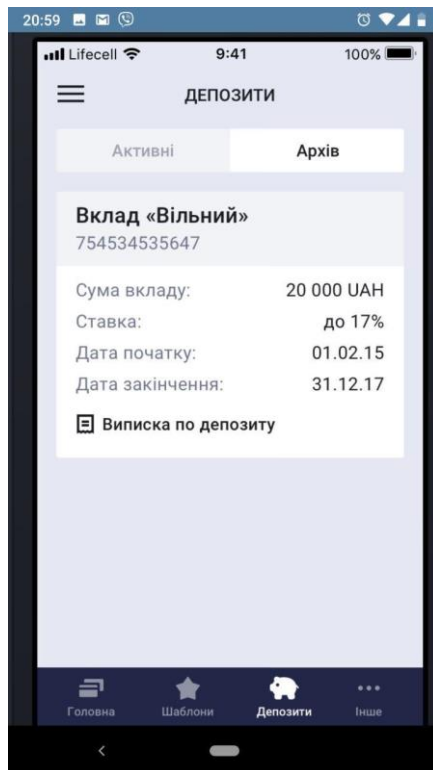 20:59
Lifecell 9:41 100%
ДЕПОЗИТИ
Активні Архів
Вклад «Вільний»
754534535647
Сума вкладу: 20 000 UAH
Ставка: до 17%
Дата початку: 01.02.15
Дата закінчення: 31.12.17
Виписка по депозиту
Головна Шаблони Депозити Інше